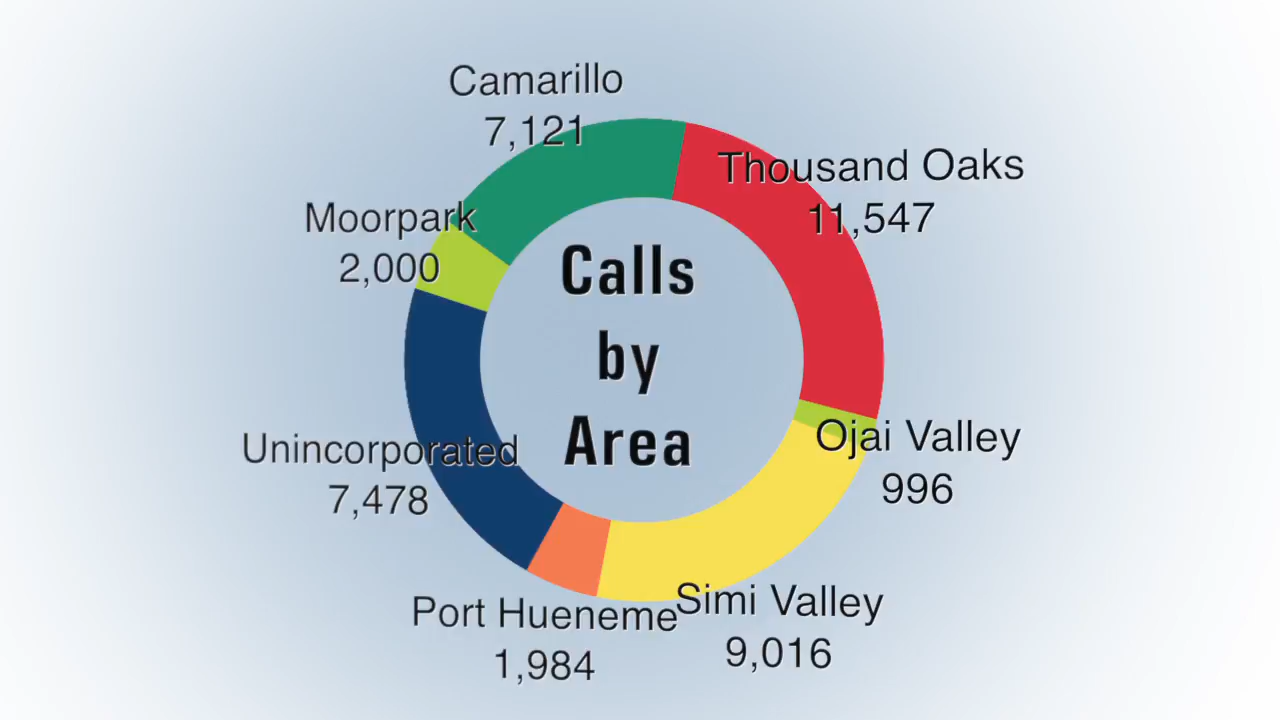 Camarillo
7,121
Thousand Oaks
11,547
Moorpark
2,000
Calls
by
Area
Unincorporated
7,478
Ojai Valley
996
Port Hueneme
1,984
Simi Valley
9,016